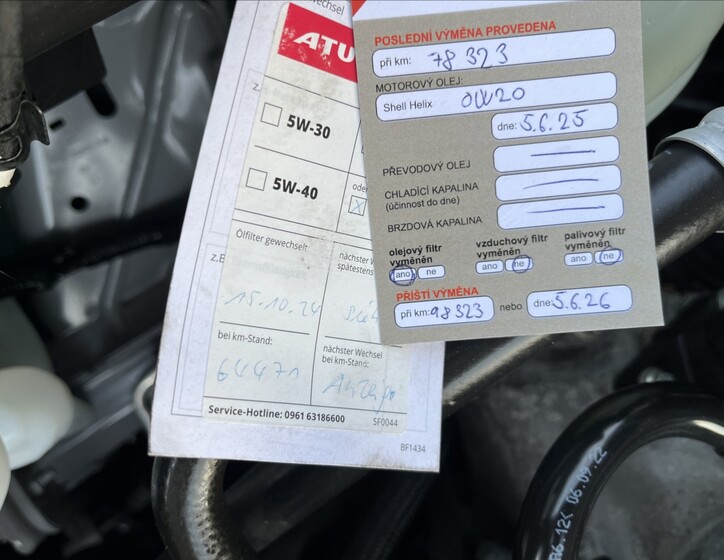 POSLEDNÍ VÝMĚNA PROVEDENA
při km: 78 323
MOTOROVÝ OLEJ:
Shell Helix 0W20
dne: 5.6.25
PŘEVODOVÝ OLEJ
CHLADÍCÍ KAPALINA
(účinnost do dne)
BRZDOVÁ KAPALINA
olejový filtr vyměněn
ano ne
vzduchový filtr vyměněn
ano ne
palivový filtr vyměněn
ano ne
PŘÍŠTÍ VÝMĚNA
při km: 98 323 nebo dne: 5.6.26
ATU
5W-30
5W-40
Ölfilter gewechselt
15.10.24
bei km-Stand:
64471
nächster Wechsel
bei km-Stand:
Service-Hotline: 0961 63186600
SF0044
BF1434